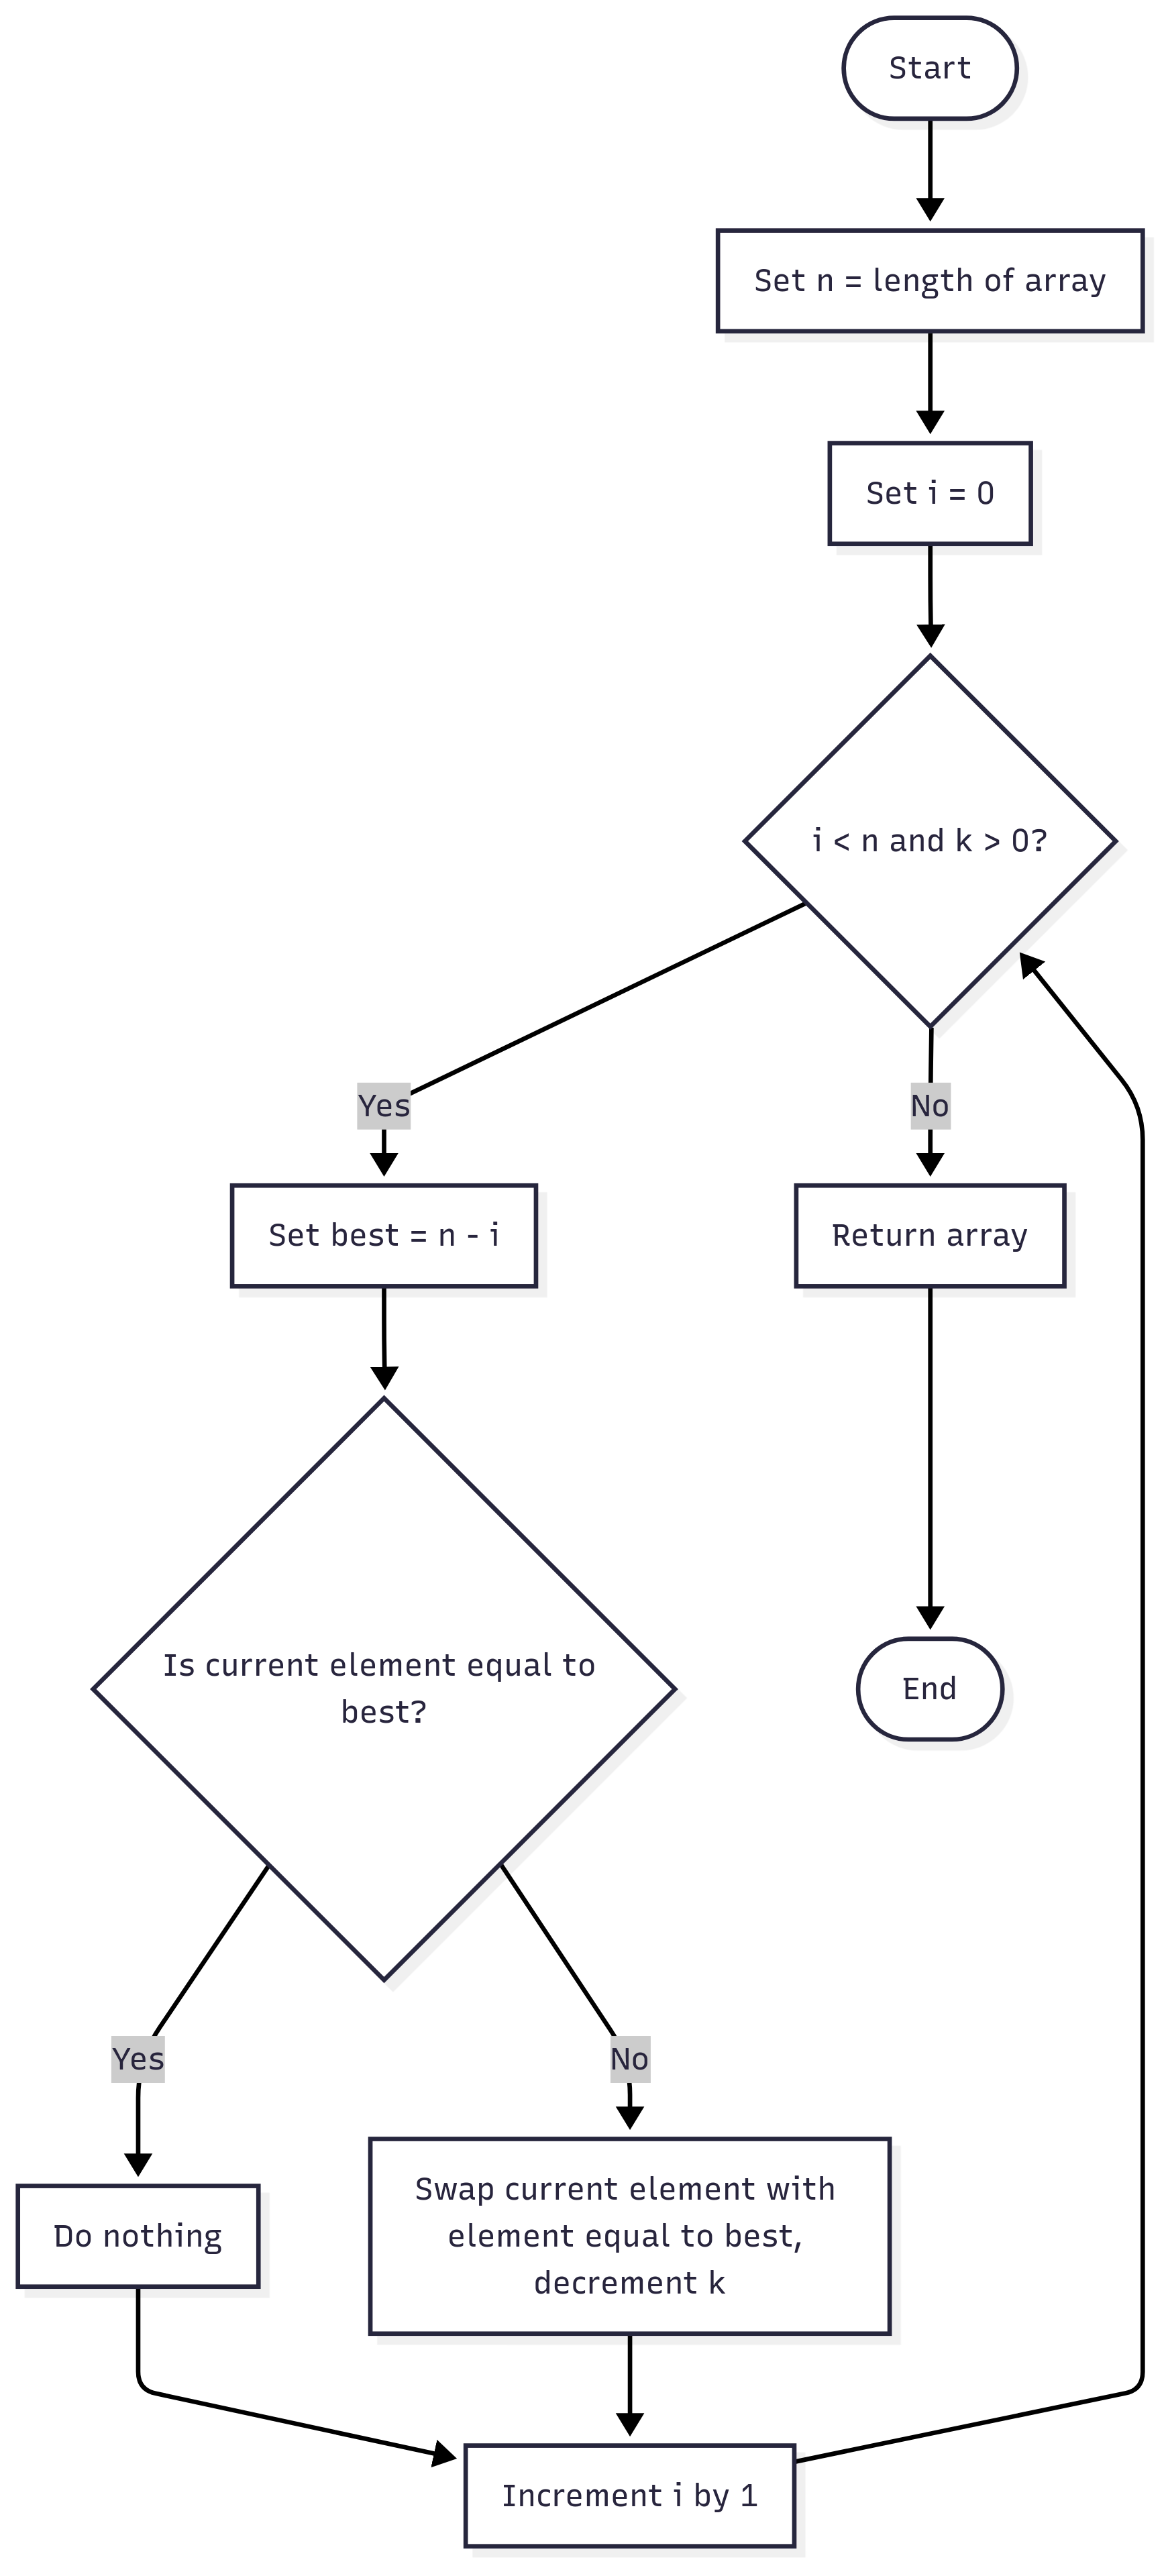 Start
Set n = length of array
Set i = 0
i < n and k > 0?
Yes
No
Set best = n - i
Return array
Is current element equal to
best?
End
Yes
No
Do nothing
Swap current element with
element equal to best,
decrement k
Increment i by 1